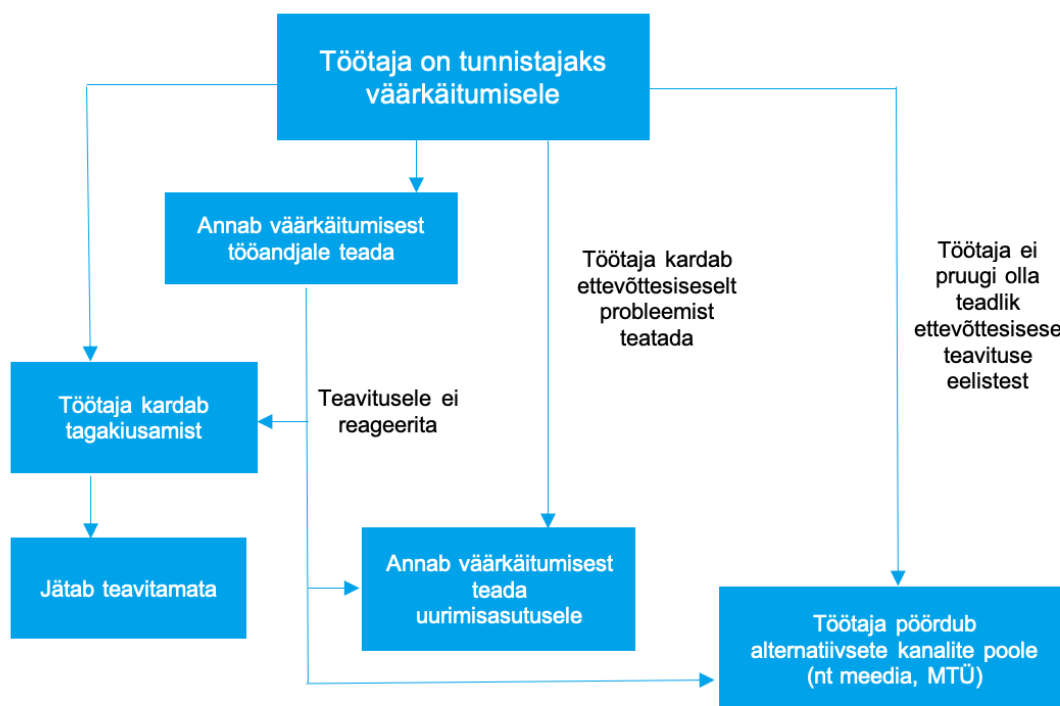 Töötaja on tunnistajaks
väärkäitumisele
Annab väärkäitumisest
tööandjale teada
Töötaja kardab
ettevõttesiseselt
probleemist
teatada
Töötaja ei
pruugi olla
teadlik
ettevõttesisese
teavituse
eelistest
Töötaja kardab
tagakiusamist
Teavitusele ei
reageerita
Jätab teavitamata
Annab väärkäitumisest
teada
uurimisasutusele
Töötaja pöördub
alternatiivsete kanalite poole
(nt meedia, MTÜ)